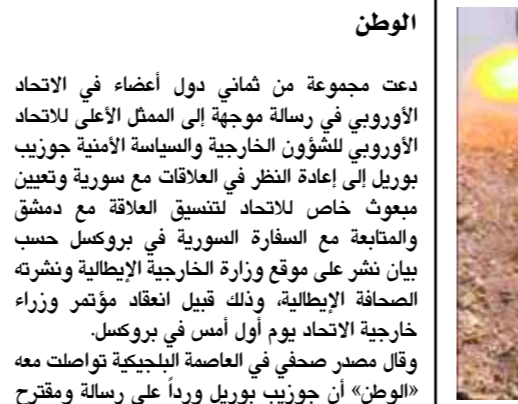 الوطن
دعت مجموعة من ثماني دول أعضاء في الاتحاد
الأوروبي في رسالة موجهة إلى الممثل الأعلى للاتحاد
الأوروبي للشؤون الخارجية والسياسة الأمنية جوزيب
بوريل إلى إعادة النظر في العلاقات مع سورية وتعيين
مبعوث خاص للاتحاد لتنسيق العلاقة مع دمشق
والمتابعة مع السفارة السورية في بروكسل حسب
بيان نشر على موقع وزارة الخارجية الإيطالية ونشرته
الصحافة الإيطالية، وذلك قبيل انعقاد مؤتمر وزراء
خارجية الاتحاد يوم أول أمس في بروكسل.
وقال مصدر صحفي في العاصمة البلجيكية تواصلت معه
«الوطن» أن جوزيب بوريل ورداً على رسالة ومقترح